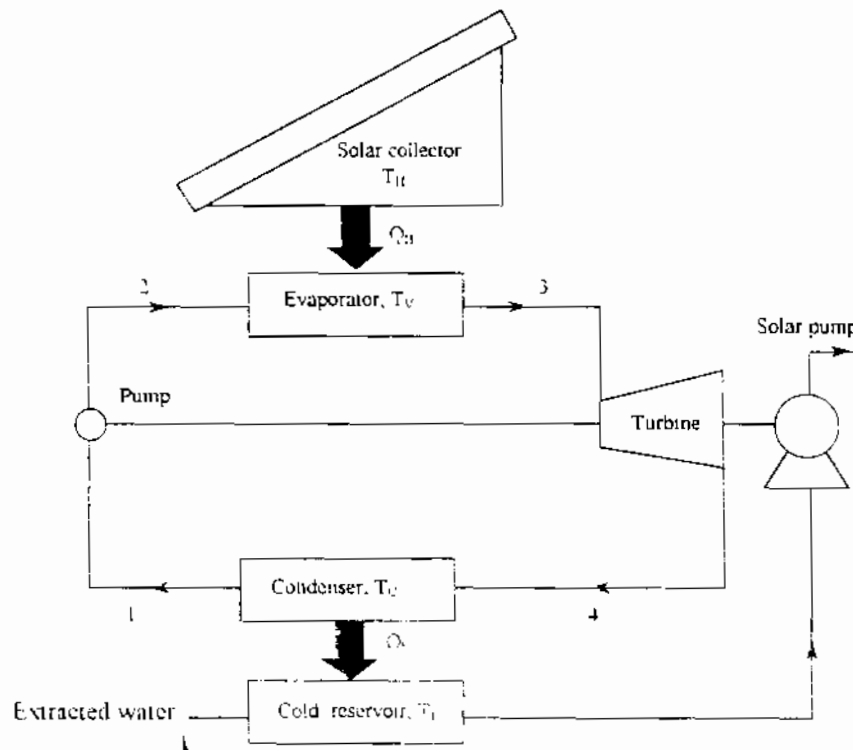 Solar collector
T_H
Q_H
2
Evaporator, T_V
3
Solar pump
Pump
Turbine
Condenser, T_C
1
4
Extracted water
Cold reservoir,